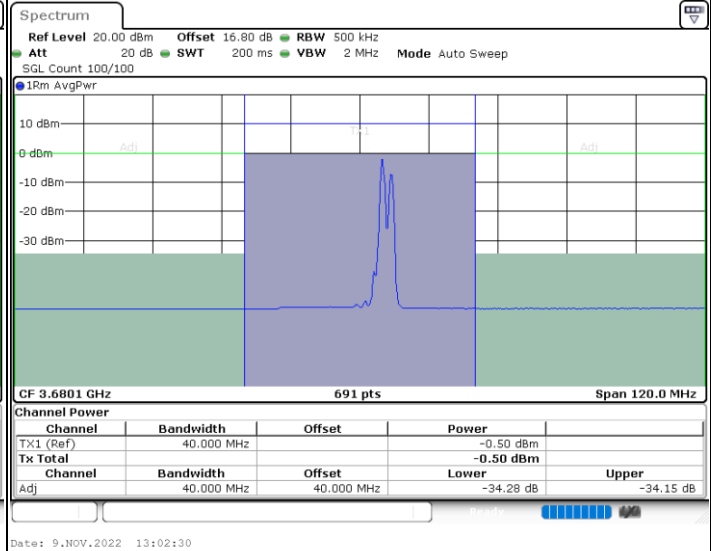 Spectrum
Ref Level 20.00 dBm Offset 16.80 dB RBW 500 kHz
Att 20 dB SWT 200 ms VBW 2 MHz Mode Auto Sweep
SGL Count 100/100
1Rm AvgPwr
10 dBm
TX1
0 dBm
Adj
Adj
-10 dBm
-20 dBm
-30 dBm
CF 3.6801 GHz 691 pts Span 120.0 MHz
Channel Power
Channel Bandwidth Offset Power
TX1 (Ref) 40.000 MHz -0.50 dBm
Tx Total -0.50 dBm
Channel Bandwidth Offset Lower Upper
Adj 40.000 MHz 40.000 MHz -34.28 dB -34.15 dB
Ready
Date: 9.NOV.2022 13:02:30